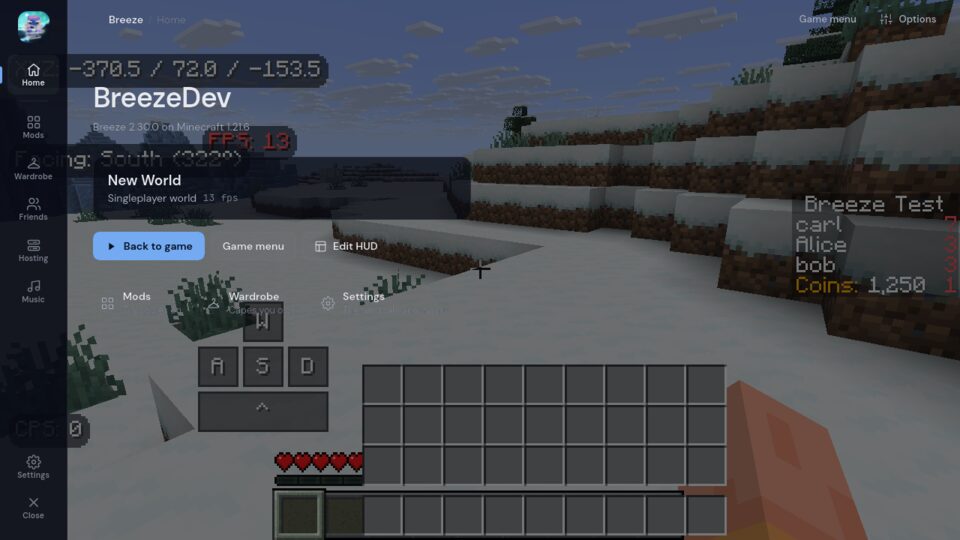 Breeze / Home
Game menu
Options
Home
XYZ: -370.5 / 72.0 / -153.5
BreezeDev
Breeze 2.30.0 on Minecraft 1.21.6
FPS: 13
Mods
Facing: South (322°)
Wardrobe
New World
Singleplayer world 13 fps
Friends
Breeze Test
carl
Alice
bob
Coins: 1,250
Hosting
Back to game
Game menu
Edit HUD
Music
Mods
Wardrobe
Capes you
Settings
W
A
S
D
^
CPS: 0
Settings
Close